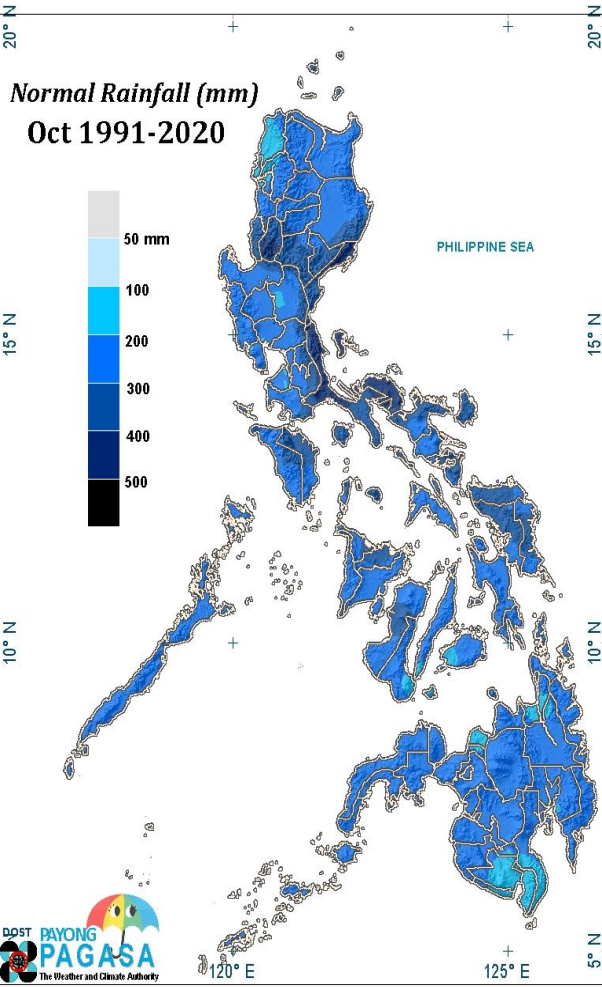 20° N
20° N
Normal Rainfall (mm)
Oct 1991-2020
50 mm
100
200
300
400
500
PHILIPPINE SEA
15° N
15° N
10° N
10° N
5° N
120° E
125° E
DOST
PAYONG
PAGASA
The Weather and Climate Authority